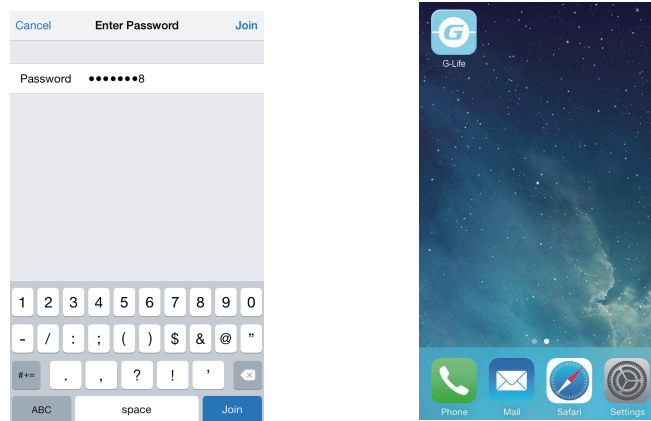 Cancel Enter Password Join
Password ●●●●●●●8
1 2 3 4 5 6 7 8 9 0
- / : ; ( ) $ & @ ”
#+= . , ? ! ’
ABC space Join
G
G-Life
Phone Mail Safari Settings